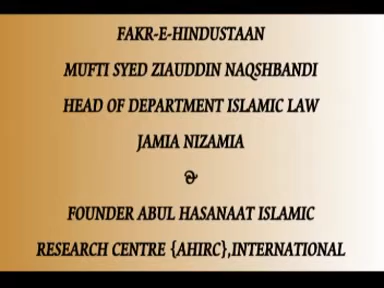 FAKR-E-HINDUSTAAN
MUFTI SYED ZIAUDDIN NAQSHBANDI
HEAD OF DEPARTMENT ISLAMIC LAW
JAMIA NIZAMIA
&
FOUNDER ABUL HASANAAT ISLAMIC
RESEARCH CENTRE {AHIRC},INTERNATIONAL